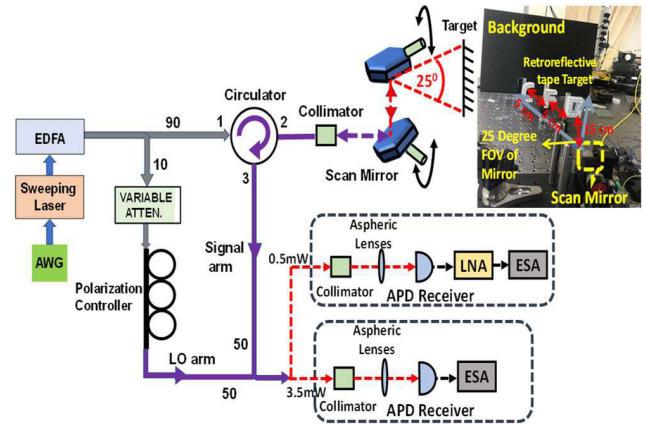 Target
Background
25⁰
Retroreflective
tape Target
Circulator
90
1
2
Collimator
EDFA
10
3
Scan Mirror
25 Degree
FOV of
Mirror
Scan Mirror
Sweeping
Laser
VARIABLE
ATTEN.
AWG
Signal
arm
Polarization
Controller
Aspheric
Lenses
0.5mW
LNA
ESA
Collimator
APD Receiver
Aspheric
Lenses
50
LO arm
50
3.5mW
ESA
Collimator
APD Receiver